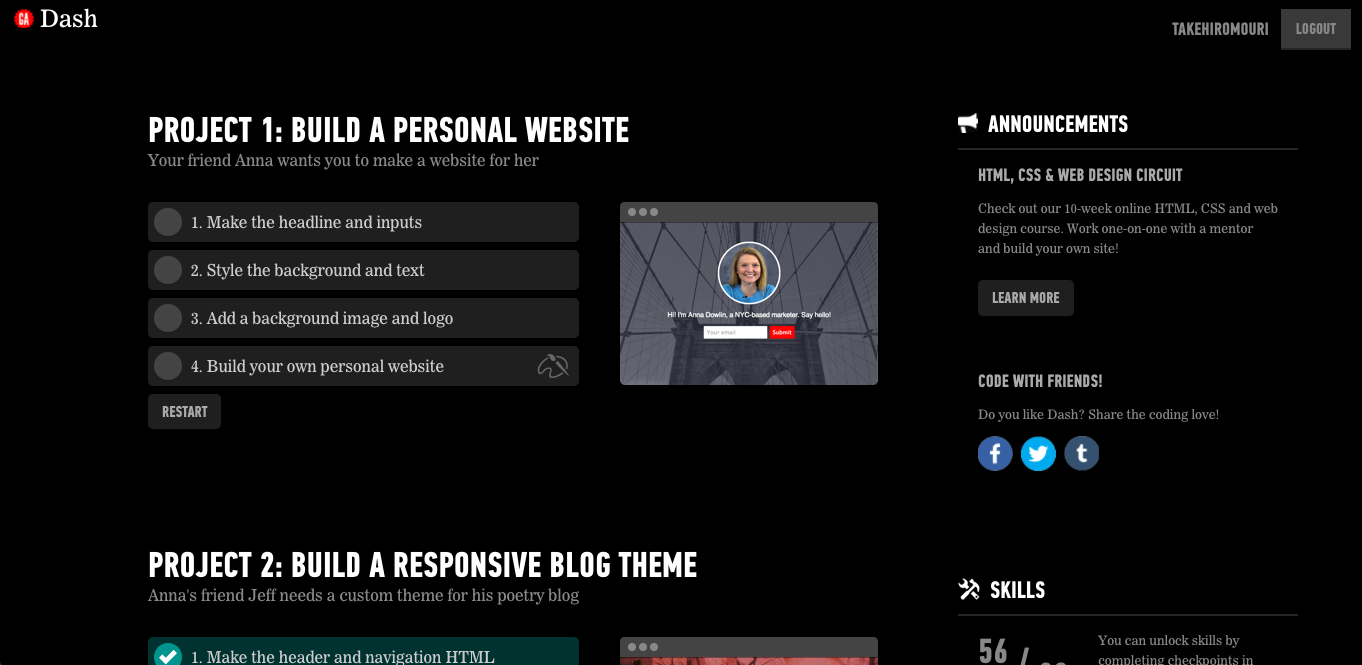 GA Dash
TAKEHIROMOURI
LOGOUT
PROJECT 1: BUILD A PERSONAL WEBSITE
Your friend Anna wants you to make a website for her
1. Make the headline and inputs
2. Style the background and text
3. Add a background image and logo
4. Build your own personal website
RESTART
Hi! I'm Anna Dowlin, a NYC-based marketer. Say hello!
Your email
Submit
ANNOUNCEMENTS
HTML, CSS & WEB DESIGN CIRCUIT
Check out our 10-week online HTML, CSS and web
design course. Work one-on-one with a mentor
and build your own site!
LEARN MORE
CODE WITH FRIENDS!
Do you like Dash? Share the coding love!
PROJECT 2: BUILD A RESPONSIVE BLOG THEME
Anna's friend Jeff needs a custom theme for his poetry blog
1. Make the header and navigation HTML
SKILLS
56 /
You can unlock skills by
completing checkpoints in